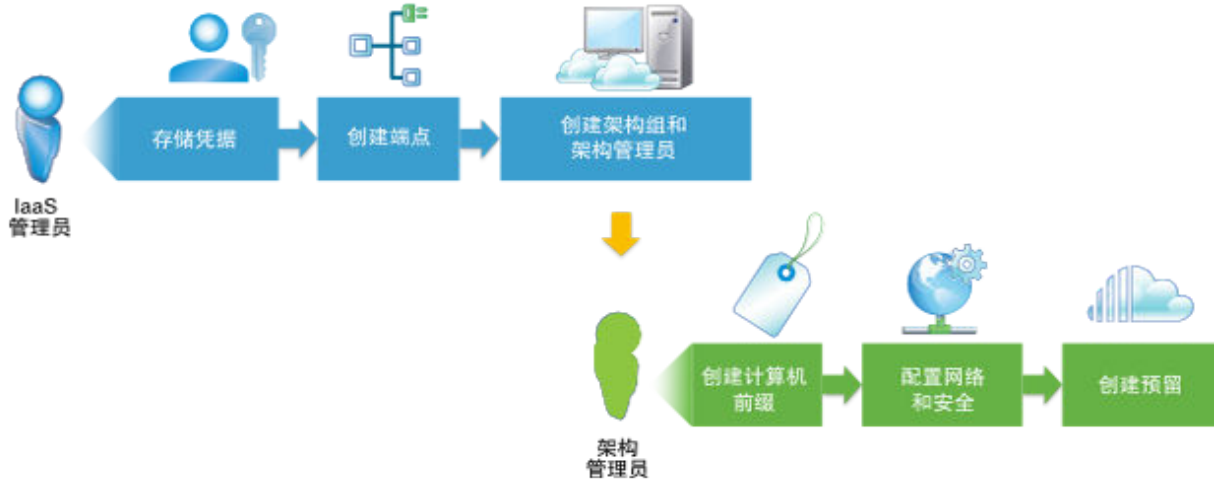 存储凭据
创建端点
创建架构组和
架构管理员
IaaS
管理员
创建计算机
前缀
配置网络
和安全
创建预留
架构
管理员